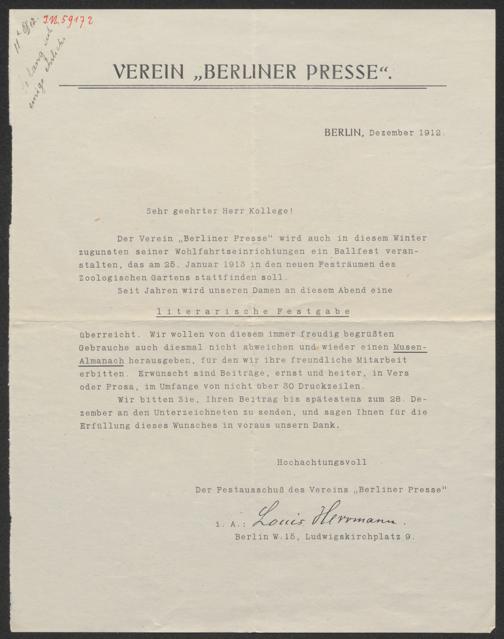 I.N. 59172
VEREIN „BERLINER PRESSE“.
BERLIN, Dezember 1912.
Sehr geehrter Herr Kollege!
Der Verein „Berliner Presse“ wird auch in diesem Winter
zugunsten seiner Wohlfahrtseinrichtungen ein Ballfest veran-
stalten, das am 25. Januar 1913 in den neuen Festräumen des
Zoologischen Gartens stattfinden soll.
Seit Jahren wird unseren Damen an diesem Abend eine
literarische Festgabe
überreicht. Wir wollen von diesem immer freudig begrüßten
Gebrauche auch diesmal nicht abweichen und wieder einen Musen-
Almanach herausgeben, für den wir ihre freundliche Mitarbeit
erbitten. Erwünscht sind Beiträge, ernst und heiter, in Vers
oder Prosa, im Umfange von nicht über 30 Druckzeilen.
Wir bitten Sie, Ihren Beitrag bis spätestens zum 28. De-
zember an den Unterzeichneten zu senden, und sagen Ihnen für die
Erfüllung dieses Wunsches in voraus unsern Dank.
Hochachtungsvoll
Der Festausschuß des Vereins „Berliner Presse“
i. A.: Louis Herrmann.
Berlin W. 15, Ludwigskirchplatz 9.